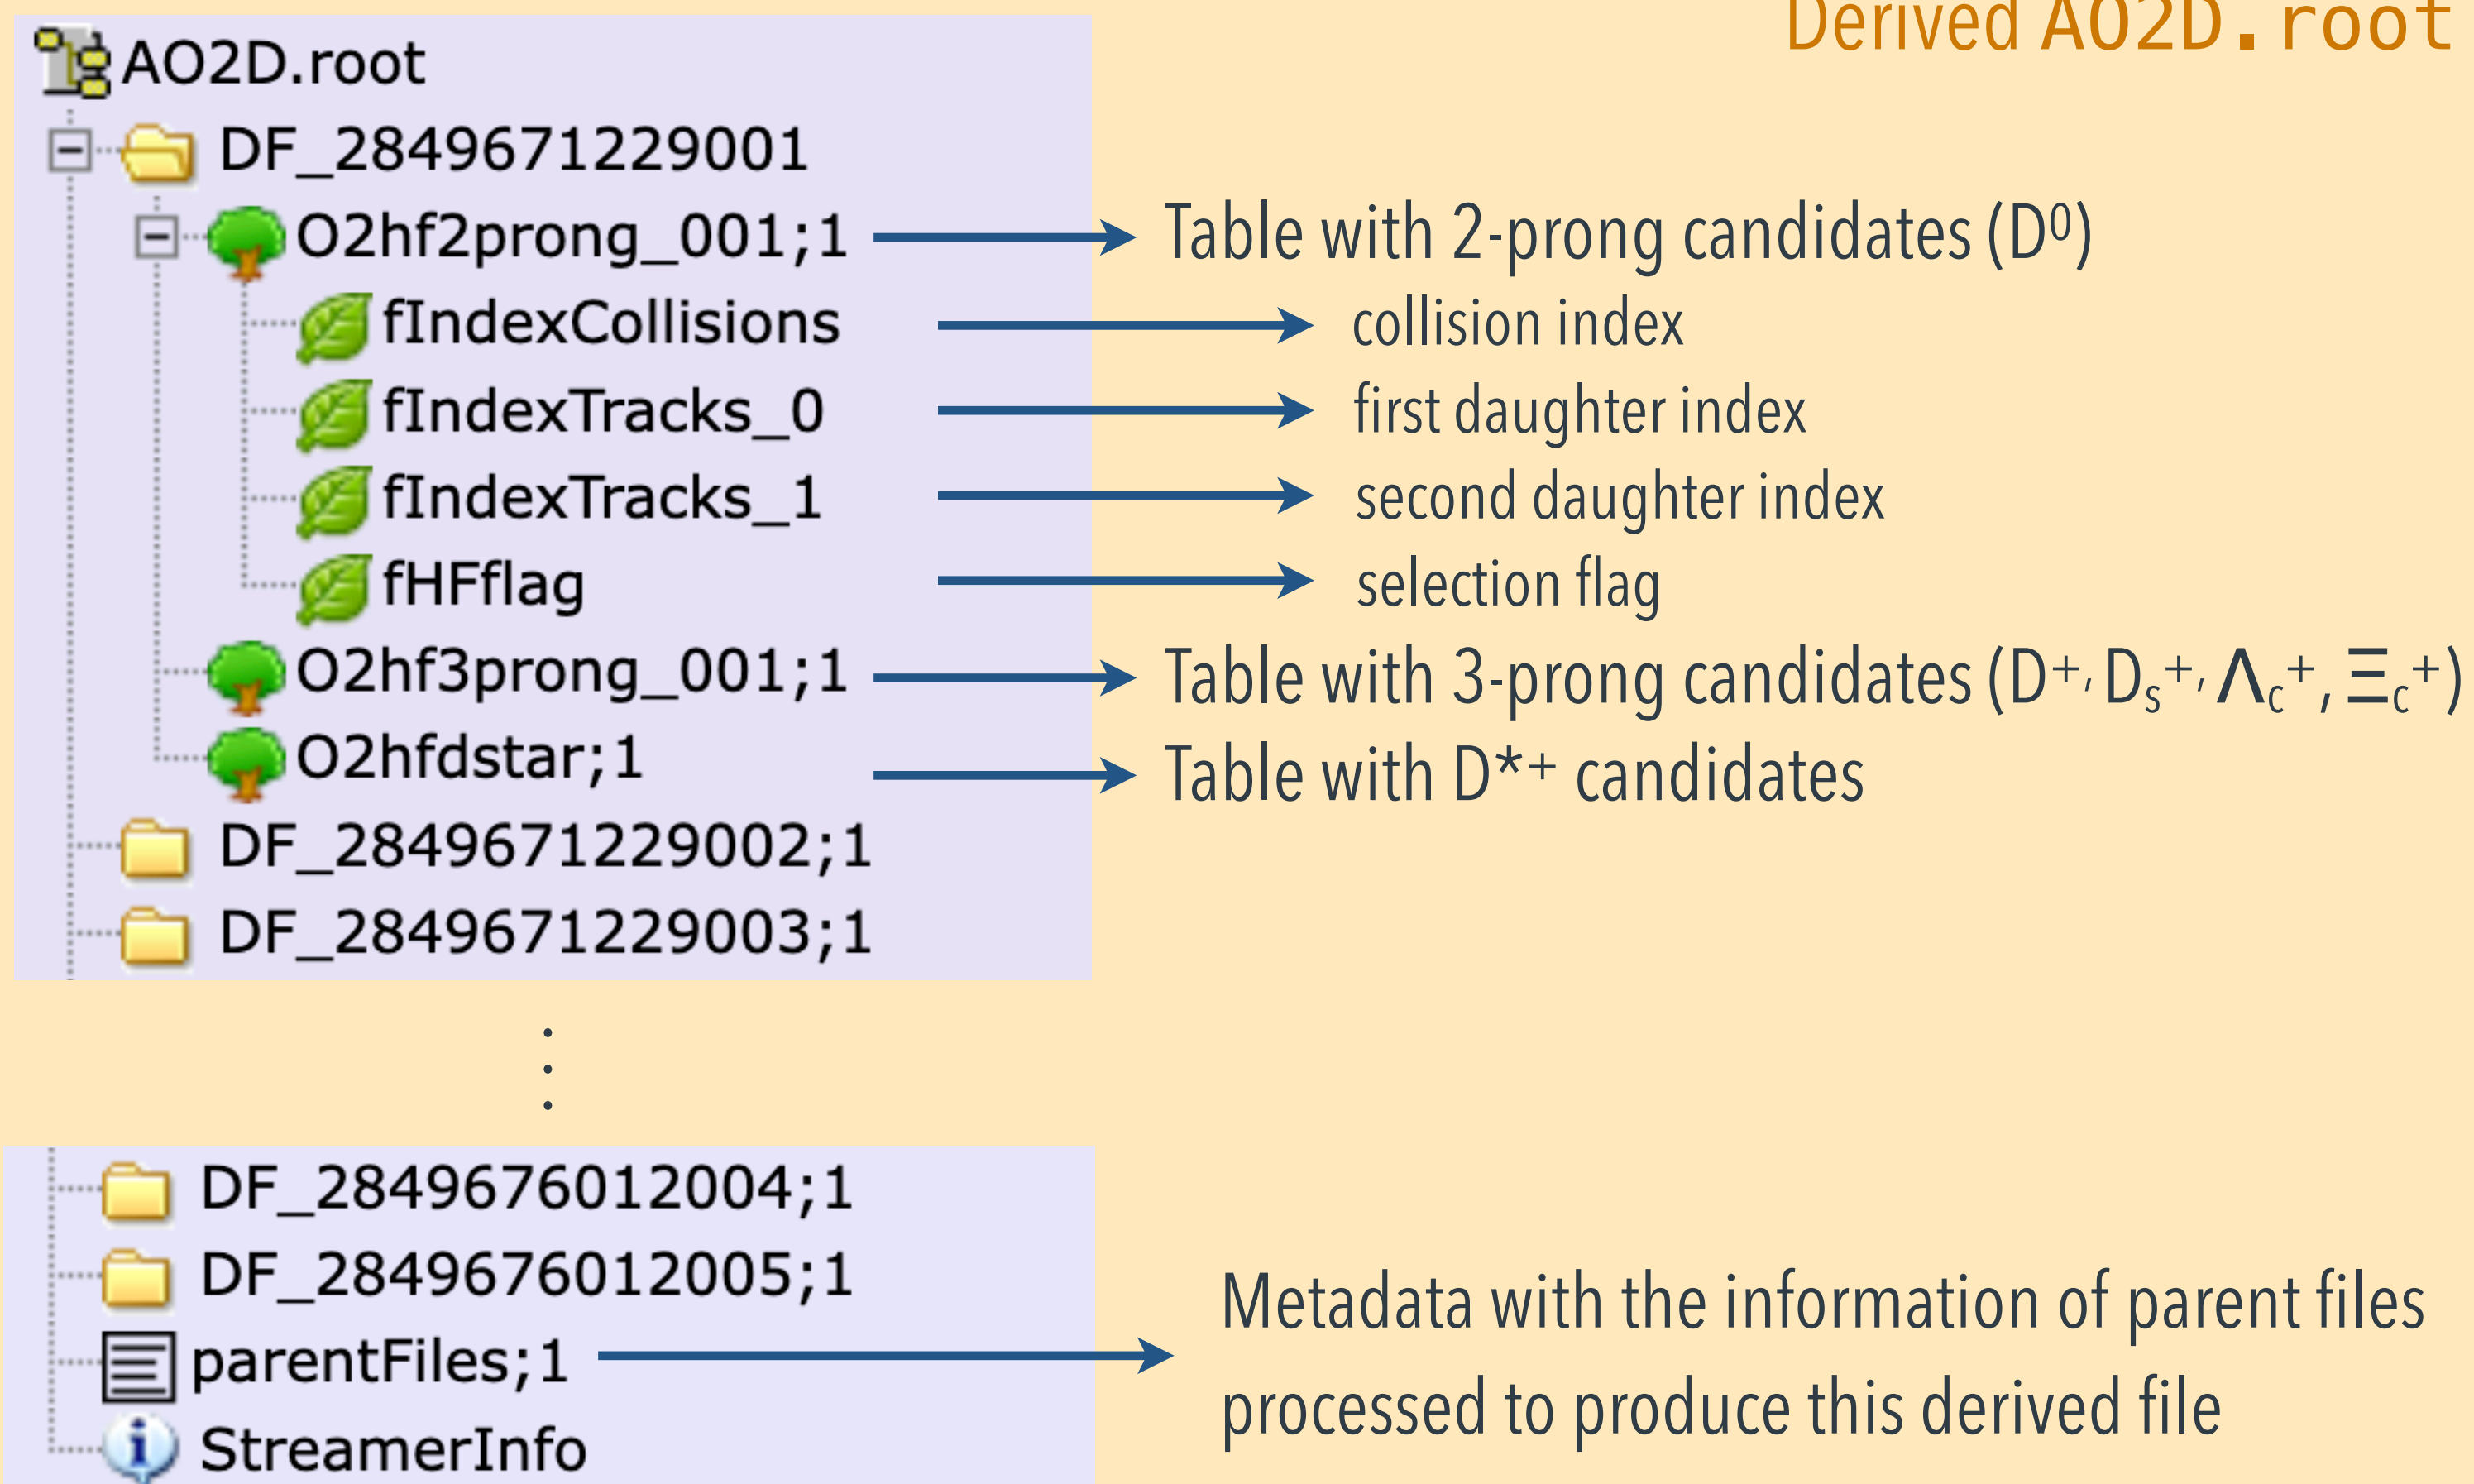 Derived AO2D.root
AO2D.root
DF_2849671229001
O2hf2prong_001;1 Table with 2-prong candidates (D⁰)
fIndexCollisions collision index
fIndexTracks_0 first daughter index
fIndexTracks_1 second daughter index
fHFflag selection flag
O2hf3prong_001;1 Table with 3-prong candidates (D⁺, Dₛ⁺, Λc⁺, Ξc⁺)
O2hfdstar;1 Table with D*⁺ candidates
DF_2849671229002;1
DF_2849671229003;1
DF_2849676012004;1
DF_2849676012005;1
Metadata with the information of parent files
parentFiles;1
processed to produce this derived file
StreamerInfo